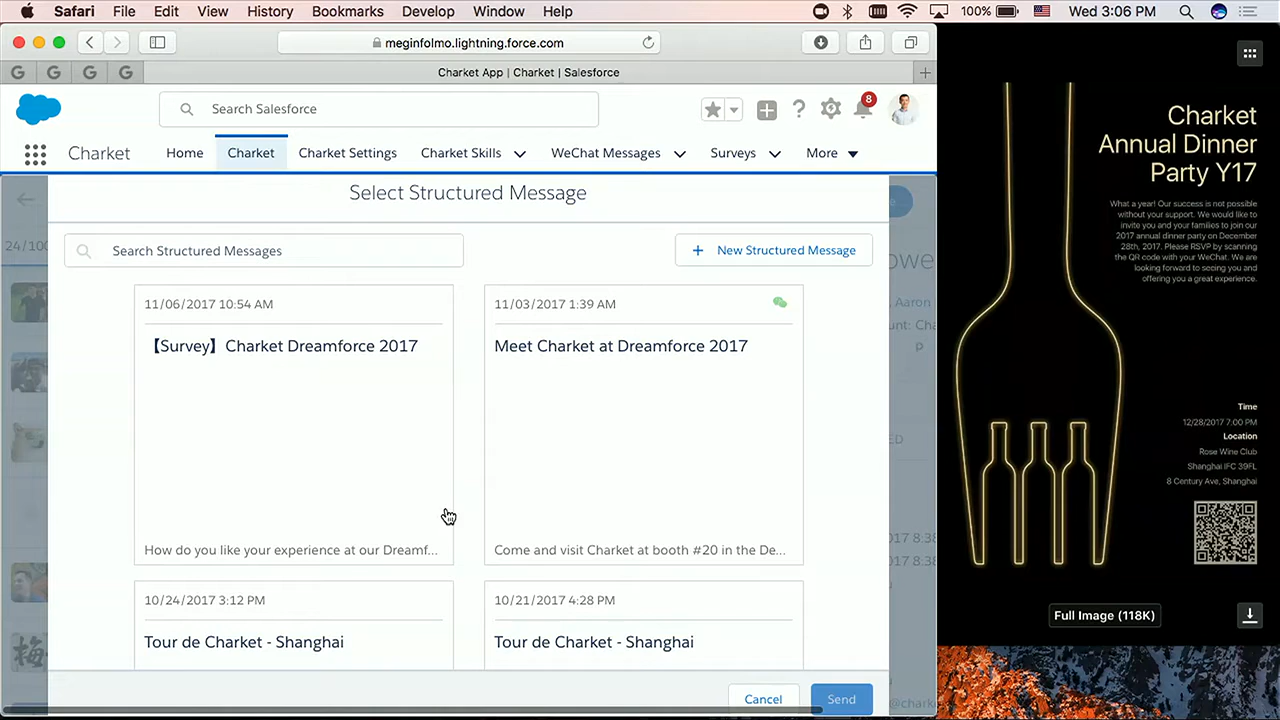 Safari File Edit View History Bookmarks Develop Window Help
100%
Wed 3:06 PM
meginfolmo.lightning.force.com
G G G G
Charket App | Charket | Salesforce
Search Salesforce
8
Charket
Home
Charket
Charket Settings
Charket Skills
WeChat Messages
Surveys
More
24/100
Select Structured Message
Search Structured Messages
New Structured Message
11/06/2017 10:54 AM
【Survey】Charket Dreamforce 2017
How do you like your experience at our Dreamf...
11/03/2017 1:39 AM
Meet Charket at Dreamforce 2017
Come and visit Charket at booth #20 in the De...
10/24/2017 3:12 PM
Tour de Charket - Shanghai
10/21/2017 4:28 PM
Tour de Charket - Shanghai
Cancel
Send
Aaron
Charket
Annual Dinner
Party Y17
What a year! Our success is not possible
without your support. We would like to
invite you and your families to join our
2017 annual dinner party on December
28th, 2017. Please RSVP by scanning
the QR code with your WeChat. We are
looking forward to seeing you and
offering you a great experience.
Time
12/28/2017 7.00 PM
Location
Rose Wine Club
Shanghai IFC 39FL
8 Century Ave, Shanghai
Full Image (118K)